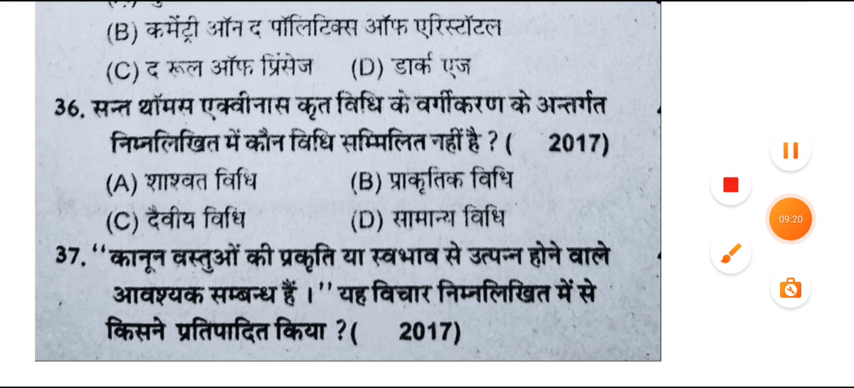 (B) कमेंट्री ऑन द पॉलिटिक्स ऑफ एरिस्टॉटल
(C) द रूल ऑफ प्रिंसेज (D) डार्क एज
36. सन्त थॉमस एक्वीनास कृत विधि के वर्गीकरण के अन्तर्गत
निम्नलिखित में कौन विधि सम्मिलित नहीं है ? ( 2017)
(A) शाश्वत विधि (B) प्राकृतिक विधि
(C) दैवीय विधि (D) सामान्य विधि
37. ‘‘कानून वस्तुओं की प्रकृति या स्वभाव से उत्पन्न होने वाले
आवश्यक सम्बन्ध हैं ।’’ यह विचार निम्नलिखित में से
किसने प्रतिपादित किया ?( 2017)
09:20